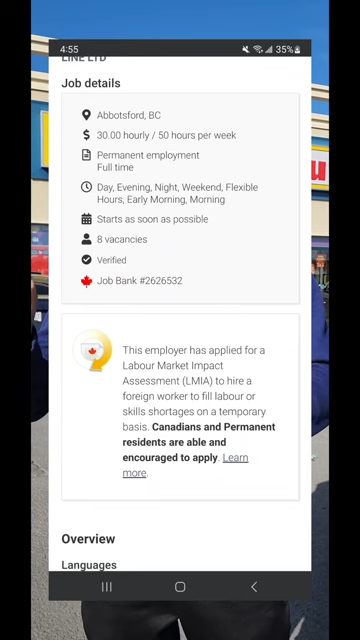 4:55
35%
LINE LTD
Job details
Abbotsford, BC
30.00 hourly / 50 hours per week
Permanent employment
Full time
Day, Evening, Night, Weekend, Flexible
Hours, Early Morning, Morning
Starts as soon as possible
8 vacancies
Verified
Job Bank #2626532
This employer has applied for a
Labour Market Impact
Assessment (LMIA) to hire a
foreign worker to fill labour or
skills shortages on a temporary
basis. Canadians and Permanent
residents are able and
encouraged to apply. Learn
more.
Overview
Languages